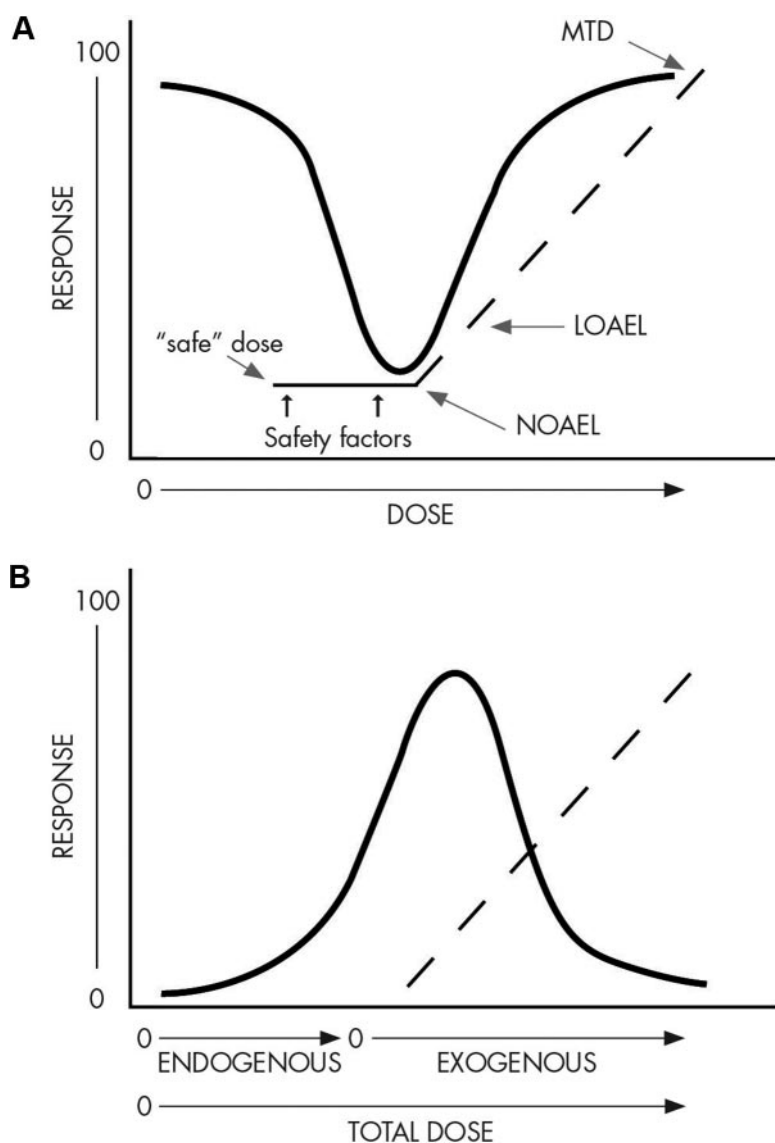 A
100
RESPONSE
0
MTD
LOAEL
"safe" dose
NOAEL
Safety factors
0
DOSE
B
100
RESPONSE
0
0 0
ENDOGENOUS EXOGENOUS
0
TOTAL DOSE